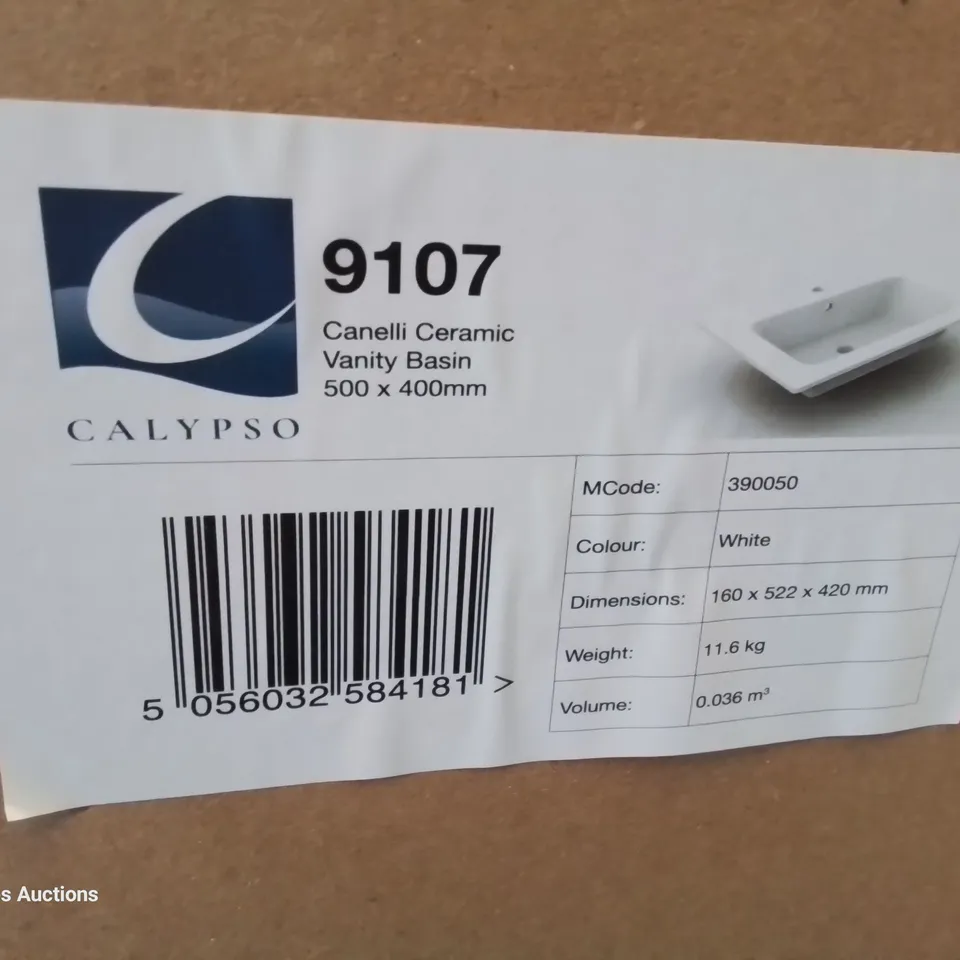 9107
Canelli Ceramic
Vanity Basin
500 x 400mm
CALYPSO
MCode: 390050
Colour: White
Dimensions: 160 x 522 x 420 mm
Weight: 11.6 kg
Volume: 0.036 m³
5 056032 584181 >
s Auctions